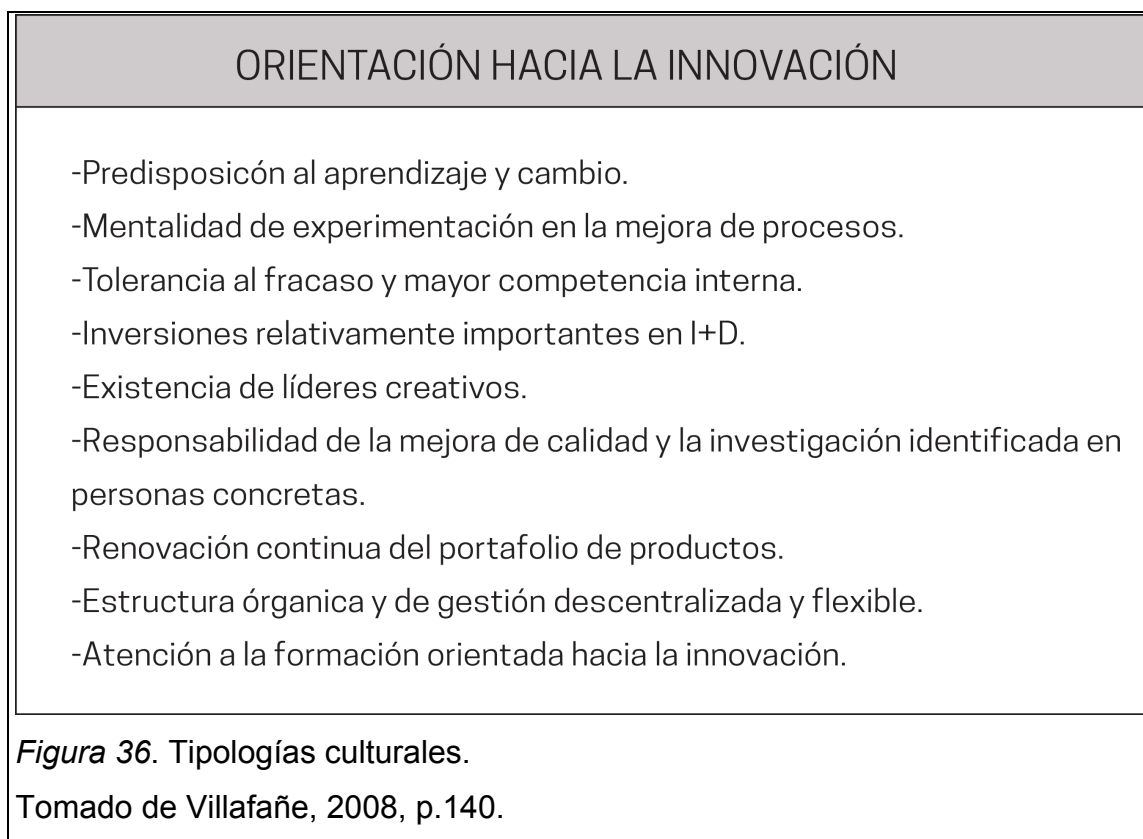 ORIENTACIÓN HACIA LA INNOVACIÓN
-Predisposicón al aprendizaje y cambio.
-Mentalidad de experimentación en la mejora de procesos.
-Tolerancia al fracaso y mayor competencia interna.
-Inversiones relativamente importantes en I+D.
-Existencia de líderes creativos.
-Responsabilidad de la mejora de calidad y la investigación identificada en
personas concretas.
-Renovación continua del portafolio de productos.
-Estructura órganica y de gestión descentralizada y flexible.
-Atención a la formación orientada hacia la innovación.
Figura 36. Tipologías culturales.
Tomado de Villafañe, 2008, p.140.